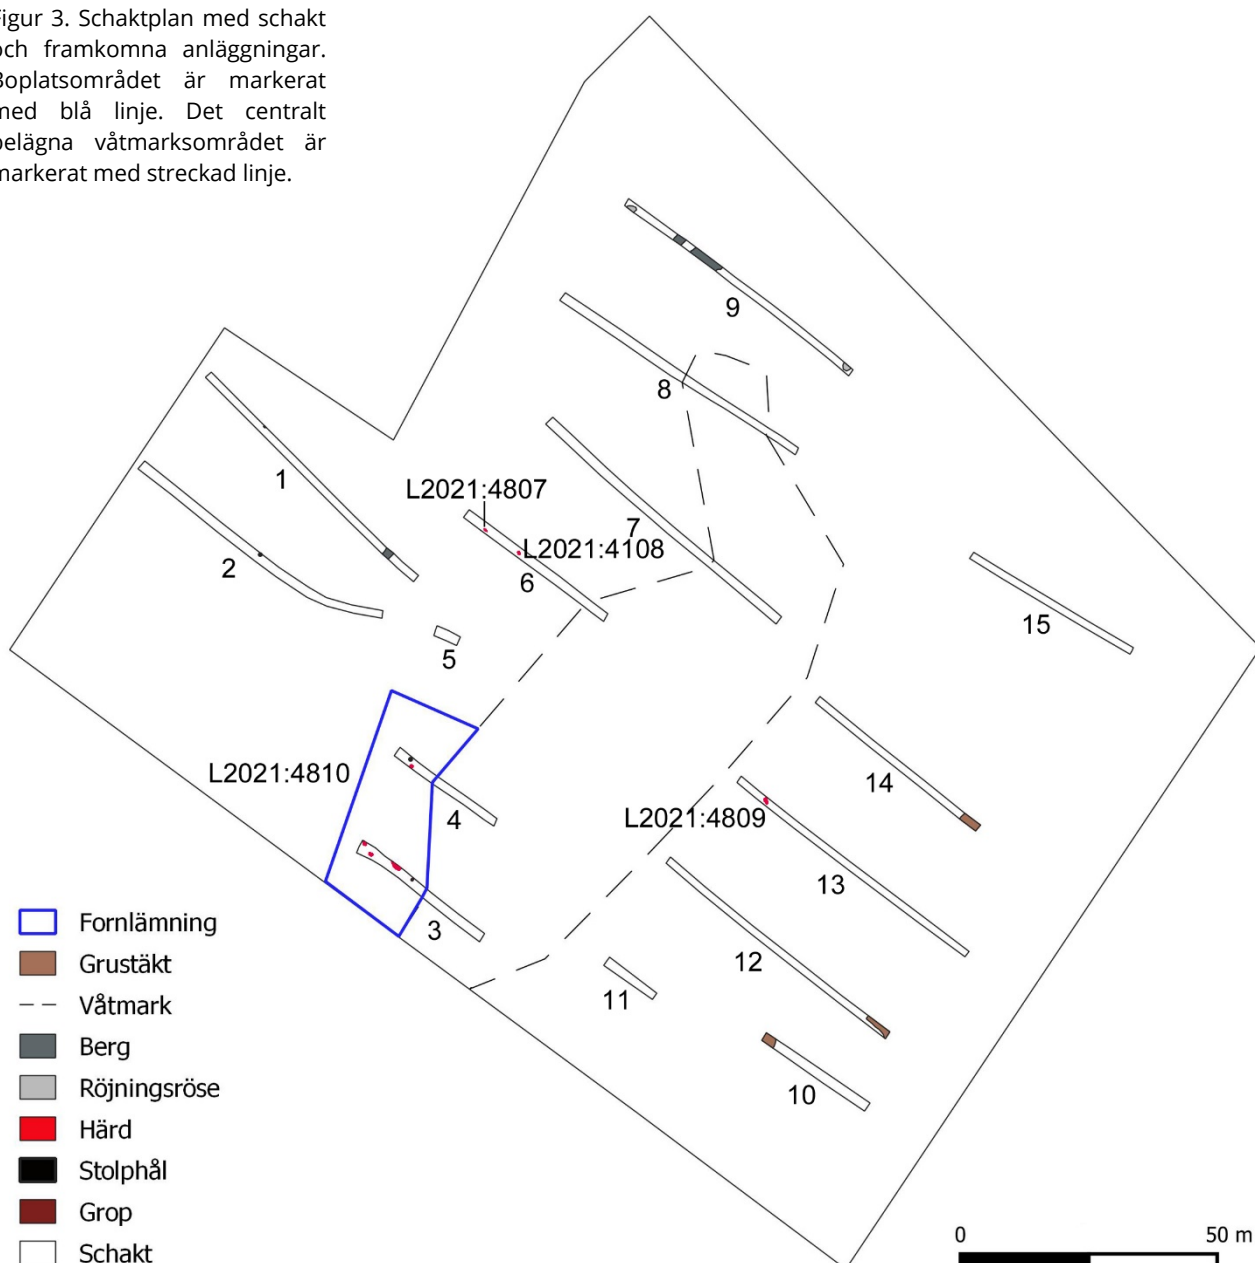 Figur 3. Schaktplan med schakt
och framkomna anläggningar.
Boplatsområdet är markerat
med blå linje. Det centralt
belägna våtmarksområdet är
markerat med streckad linje.
9
8
1
L2021:4807
7
L2021:4108
2
6
15
5
L2021:4810
14
4
L2021:4809
13
3
12
11
10
Fornlämning
Grustäkt
Våtmark
Berg
Röjningsröse
Härd
Stolphål
Grop
Schakt
0 50 m